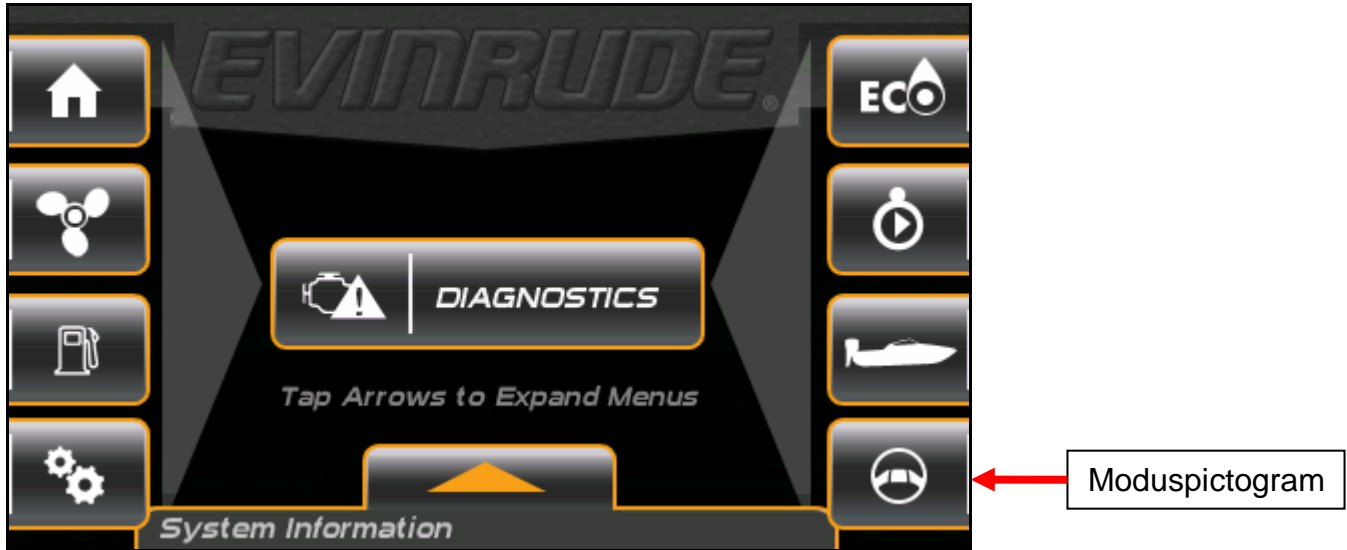 EVINRUDE®
ECO
DIAGNOSTICS
Tap Arrows to Expand Menus
Moduspictogram
System Information